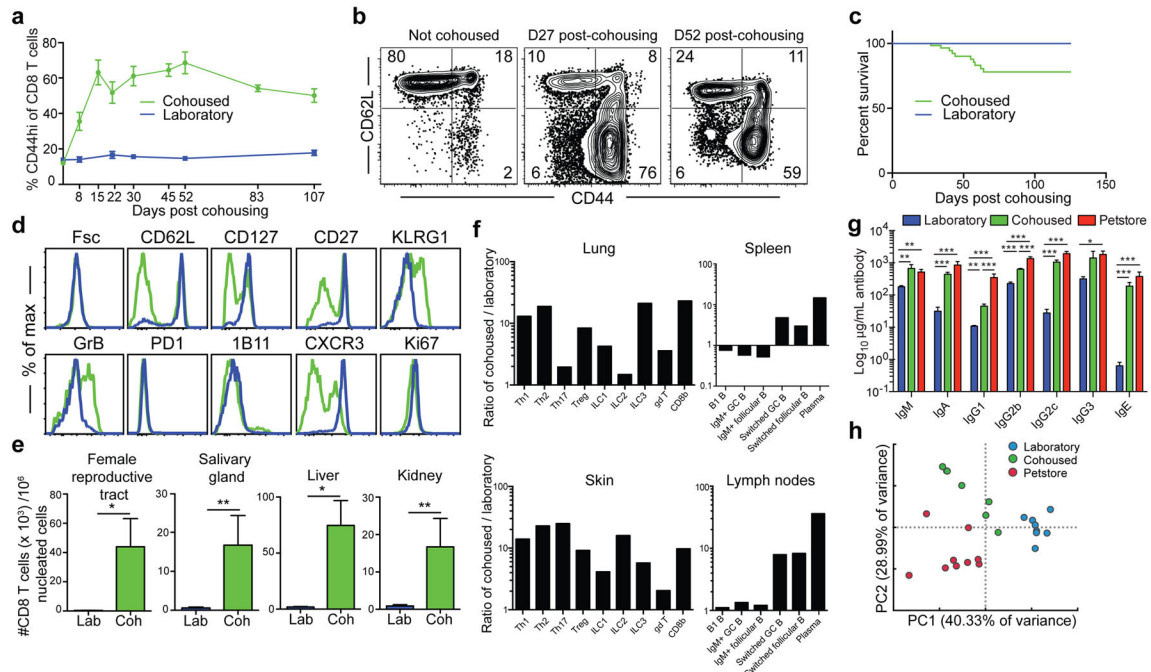 a
% CD44hi of CD8 T cells
80
60
40
20
0
Cohoused
Laboratory
8 15 22 30 45 52 83 107
Days post cohousing
b
Not cohoused
D27 post-cohousing
D52 post-cohousing
80 18
2
10 8
6 76
24 11
6 59
CD62L
CD44
c
Percent survival
100
50
0
Cohoused
Laboratory
0 50 100 150
Days post cohousing
d
% of max
Fsc CD62L CD127 CD27 KLRG1
GrB PD1 1B11 CXCR3 Ki67
e
#CD8 T cells (x 10³) /10⁶
nucleated cells
Female
reproductive
tract
*
80
60
40
20
0
Lab Coh
Salivary
gland
**
30
20
10
0
Lab Coh
Liver
*
100
50
0
Lab Coh
Kidney
**
30
20
10
0
Lab Coh
f
Ratio of cohoused / laboratory
Lung
100
10
1
Th1 Th2 Th17 Treg ILC1 ILC2 ILC3 gd T CD8b
Spleen
100
10
1
0.1
B1 B
IgM+ GC B
IgM+ follicular B
Switched GC B
Switched follicular B
Plasma
Ratio of cohoused / laboratory
Skin
100
10
1
Th1 Th2 Th17 Treg ILC1 ILC2 ILC3 gd T CD8b
Lymph nodes
100
10
1
B1 B
IgM+ GC B
IgM+ follicular B
Switched GC B
Switched follicular B
Plasma
g
Laboratory Cohoused Petstore
Log₁₀ µg/mL antibody
10⁴
10³
10²
10¹
10⁰
10⁻¹
** **
*** ***
*** ** ***
*** *** ***
*** ***
*
*** ***
IgM IgA IgG1 IgG2b IgG2c IgG3 IgE
h
Laboratory
Cohoused
Petstore
PC2 (28.99% of variance)
PC1 (40.33% of variance)